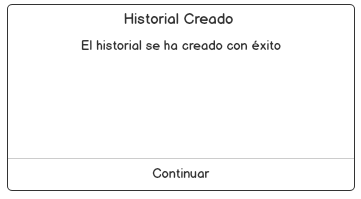 Historial Creado
El historial se ha creado con éxito
Continuar